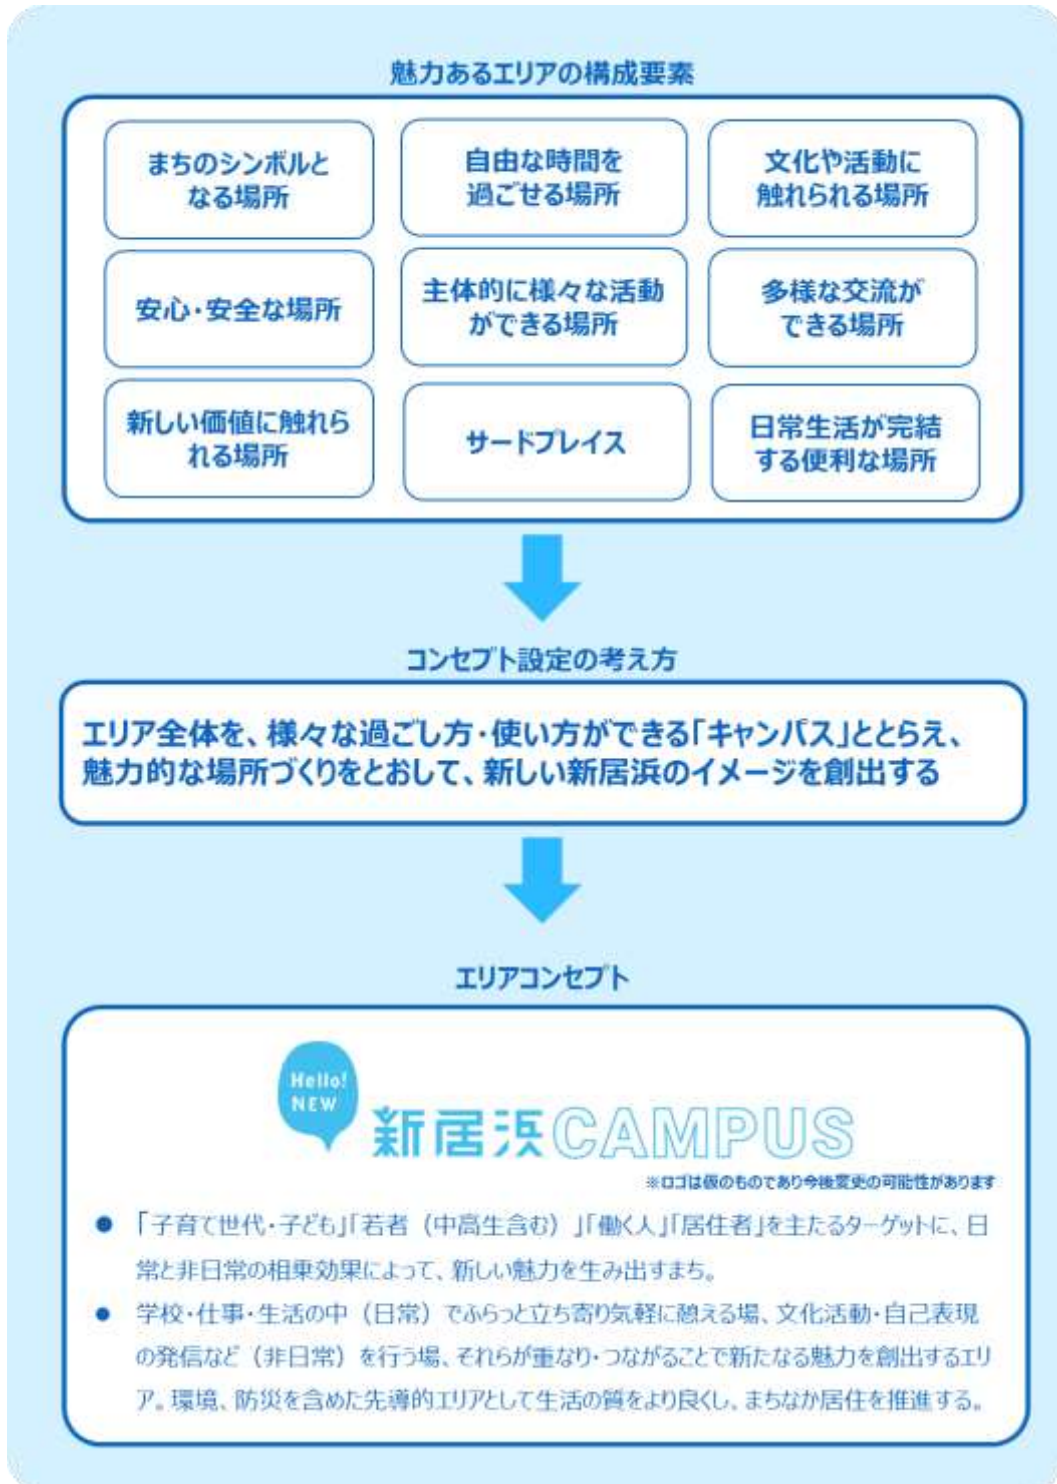 魅力あるエリアの構成要素
まちのシンボルと
なる場所
自由な時間を
過ごせる場所
文化や活動に
触れられる場所
安心・安全な場所
主体的に様々な活動
ができる場所
多様な交流が
できる場所
新しい価値に触れら
れる場所
サードプレイス
日常生活が完結
する便利な場所
コンセプト設定の考え方
エリア全体を、様々な過ごし方・使い方ができる「キャンパス」ととらえ、
魅力的な場所づくりをとおして、新しい新居浜のイメージを創出する
エリアコンセプト
Hello!
NEW
新居浜CAMPUS
※ロゴは仮のものであり今後変更の可能性があります
● 「子育て世代・子ども」「若者（中高生含む）」「働く人」「居住者」を主たるターゲットに、日
常と非日常の相乗効果によって、新しい魅力を生み出すまち。
● 学校・仕事・生活の中（日常）でふらっと立ち寄り気軽に憩える場、文化活動・自己表現
の発信など（非日常）を行う場、それらが重なり・つながることで新たなる魅力を創出するエリ
ア。環境、防災を含めた先導的エリアとして生活の質をより良くし、まちなか居住を推進する。